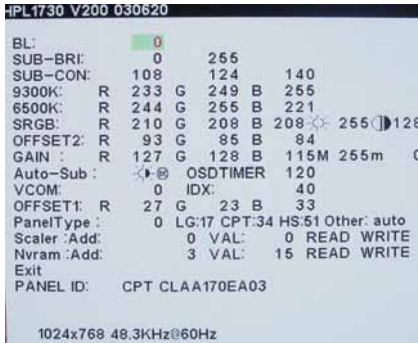 HPL1730 V200 030620
BL: 0
SUB-BRI: 0 255
SUB-CON: 108 124 140
9300K: R 233 G 249 B 255
6500K: R 244 G 255 B 221
SRGB: R 210 G 208 B 208 255 128
OFFSET2: R 93 G 85 B 84
GAIN : R 127 G 128 B 115M 255m 0
Auto-Sub : OSDTIMER 120
VCOM: 0 IDX: 40
OFFSET1: R 27 G 23 B 33
PanelType : 0 LG:17 CPT:34 HS:51 Other: auto
Scaler :Add: 0 VAL: 0 READ WRITE
Nvram :Add: 3 VAL: 15 READ WRITE
Exit
PANEL ID: CPT CLAA170EA03
1024x768 48.3KHz@60Hz